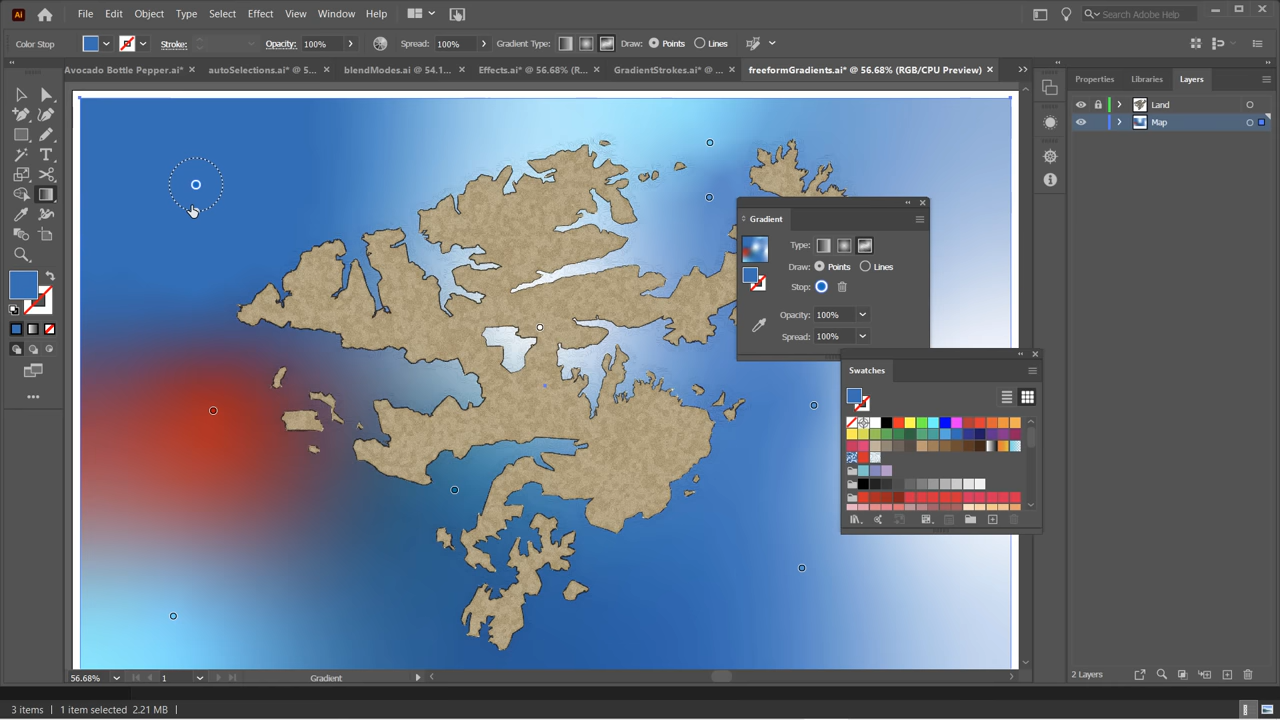 Ai File Edit Object Type Select Effect View Window Help Search Adobe Help
Color Stop Stroke: Opacity: 100% Spread: 100% Gradient Type: Draw: Points Lines
Avocado Bottle Pepper.ai* × autoSelections.ai* @ 5... × blendModes.ai @ 54.1... × Effects.ai* @ 56.68% (R... × GradientStrokes.ai* @ ... × freeformGradients.ai* @ 56.68% (RGB/CPU Preview) ×
Properties Libraries Layers
Land
Map
Gradient
Type:
Draw: Points Lines
Stop:
Opacity: 100%
Spread: 100%
Swatches
56.68% 1 Gradient
2 Layers
3 items 1 item selected 2.21 MB